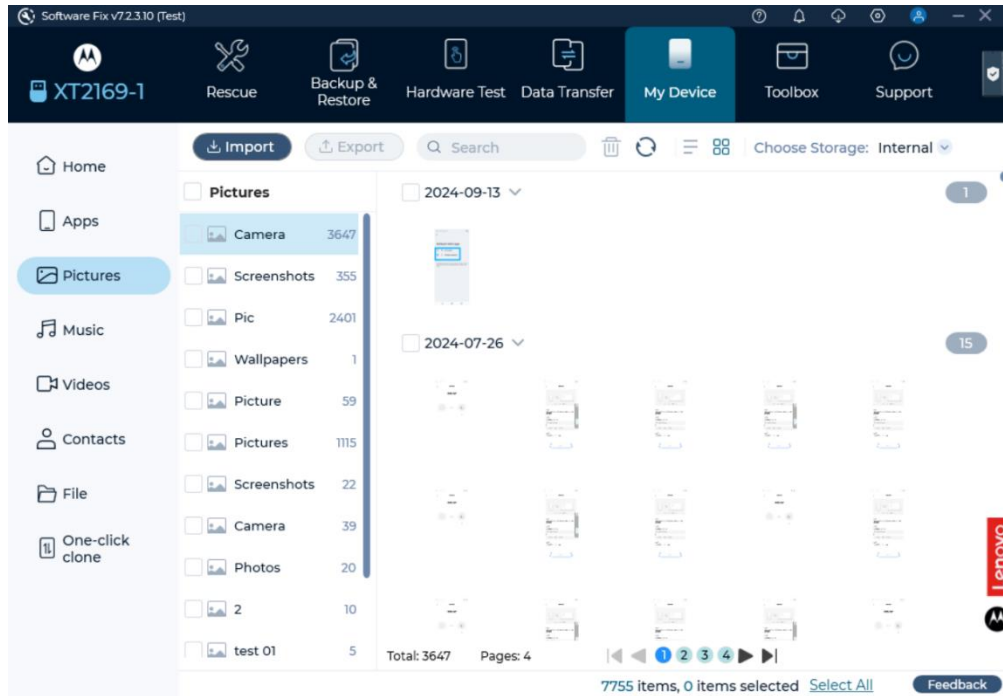 Software Fix v7.2.3.10 (Test)
XT2169-1
Rescue
Backup &
Restore
Hardware Test
Data Transfer
My Device
Toolbox
Support
Home
Apps
Pictures
Music
Videos
Contacts
File
One-click
clone
Import
Export
Search
Choose Storage: Internal
Pictures
Camera 3647
Screenshots 355
Pic 2401
Wallpapers 1
Picture 59
Pictures 1115
Screenshots 22
Camera 39
Photos 20
2 10
test 01 5
2024-09-13 1
2024-07-26 15
Lenovo
Total: 3647 Pages: 4 1 2 3 4
7755 items, 0 items selected Select All Feedback